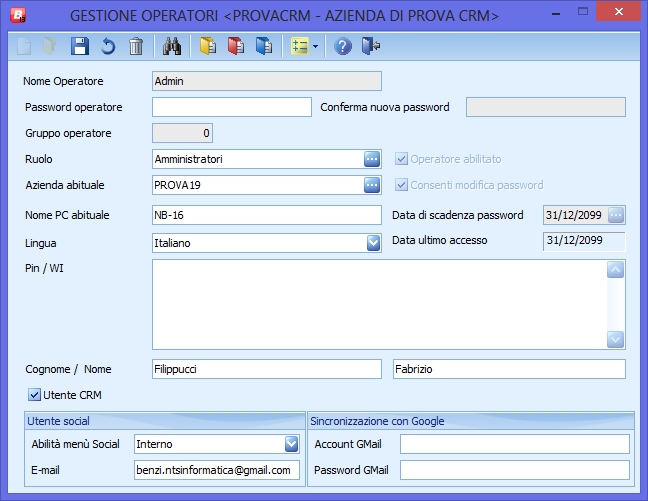 GESTIONE OPERATORI <PROVACRM - AZIENDA DI PROVA CRM>
Nome Operatore Admin
Password operatore Conferma nuova password
Gruppo operatore 0
Ruolo Amministratori Operatore abilitato
Azienda abituale PROVA19 Consenti modifica password
Nome PC abituale NB-16 Data di scadenza password 31/12/2099
Lingua Italiano Data ultimo accesso 31/12/2099
Pin / WI
Cognome / Nome Filippucci Fabrizio
Utente CRM
Utente social Sincronizzazione con Google
Abilità menù Social Interno Account GMail
E-mail benzi.ntsinformatica@gmail.com Password GMail